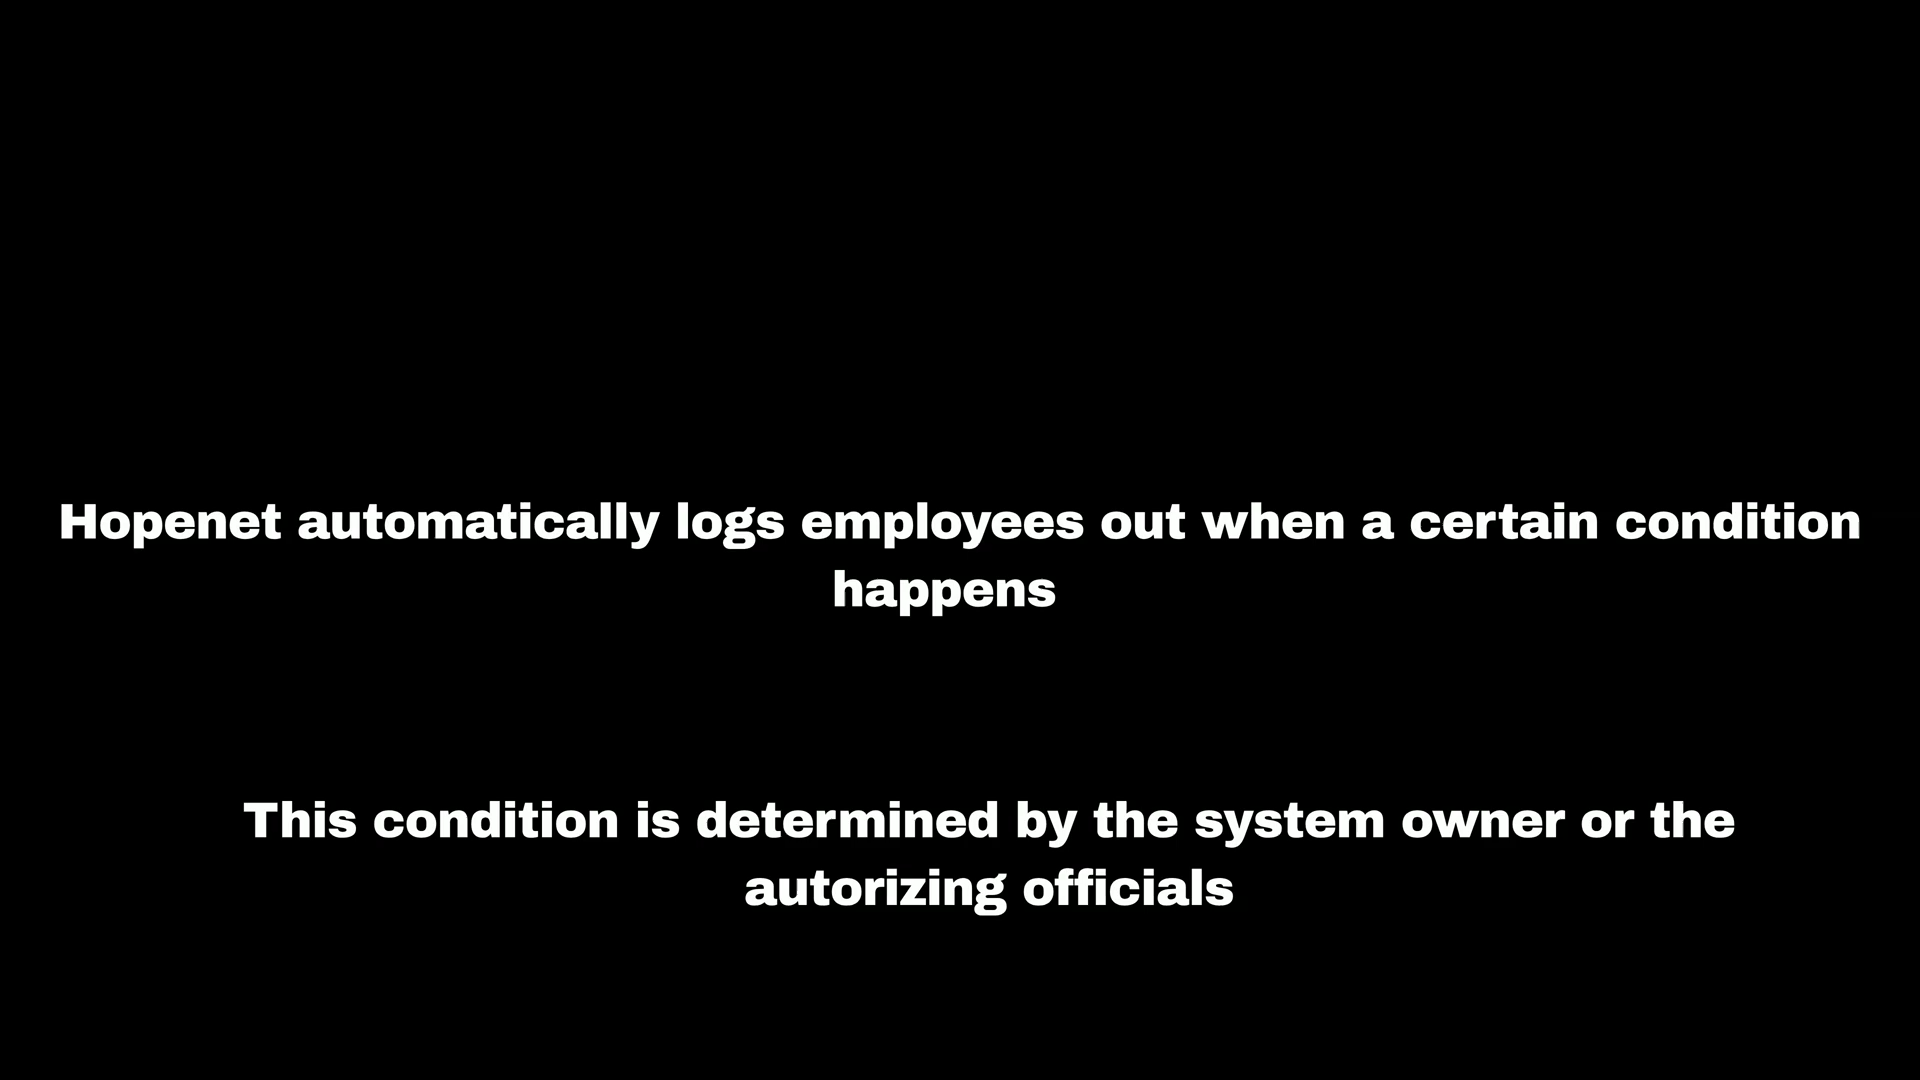 Hopenet automatically logs employees out when a certain condition
happens
This condition is determined by the system owner or the
autorizing officials